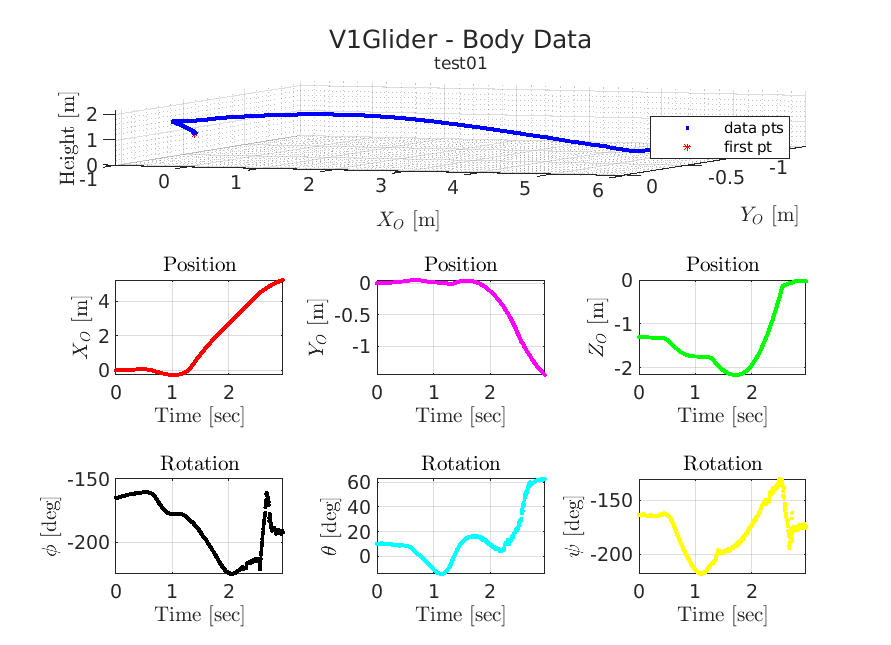 V1Glider - Body Data
test01
Height [m]
2
1
0
-1 0 1 2 3 4 5 6
0 -0.5 -1
X_O [m]
Y_O [m]
data pts
first pt
Position Position Position
X_O [m]
4
2
0
0 1 2
Time [sec]
Y_O [m]
0
-0.5
-1
0 1 2
Time [sec]
Z_O [m]
0
-1
-2
0 1 2
Time [sec]
Rotation Rotation Rotation
ϕ [deg]
-150
-200
0 1 2
Time [sec]
θ [deg]
60
40
20
0
0 1 2
Time [sec]
ψ [deg]
-150
-200
0 1 2
Time [sec]